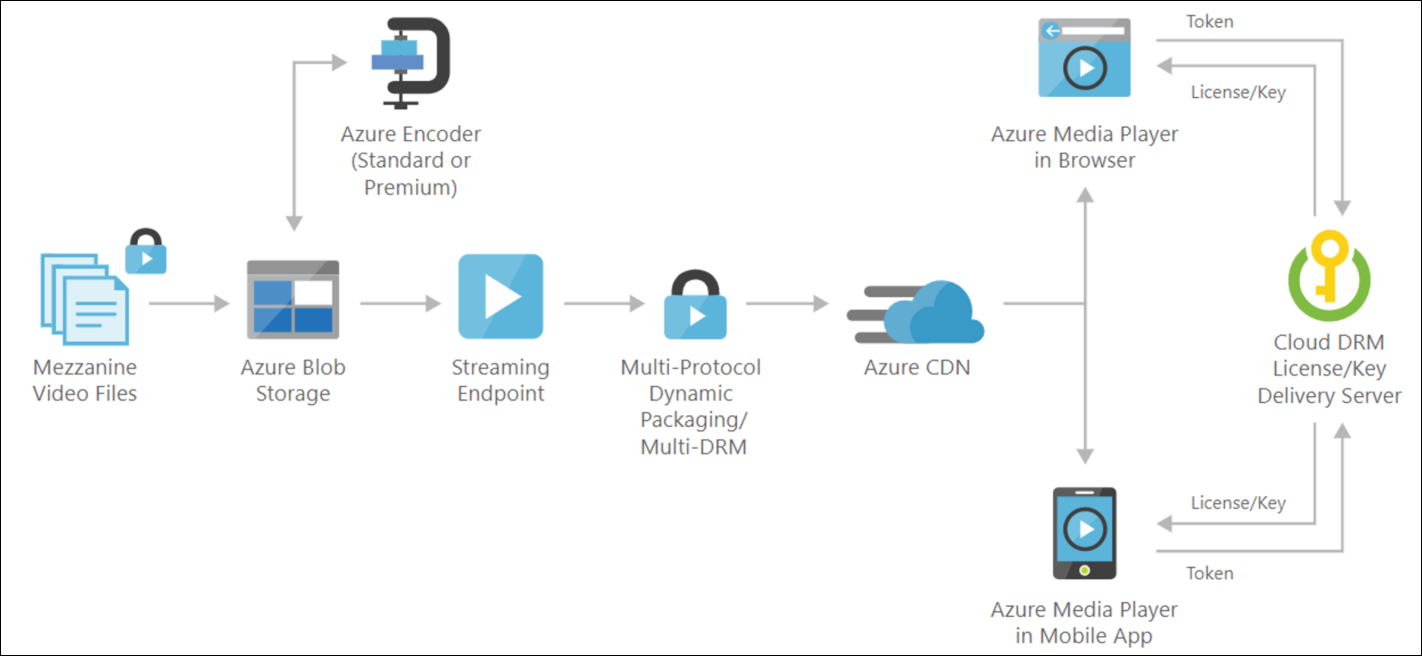 Token
License/Key
Azure Encoder
(Standard or
Premium)
Azure Media Player
in Browser
Mezzanine
Video Files
Azure Blob
Storage
Streaming
Endpoint
Multi-Protocol
Dynamic
Packaging/
Multi-DRM
Azure CDN
Cloud DRM
License/Key
Delivery Server
License/Key
Token
Azure Media Player
in Mobile App